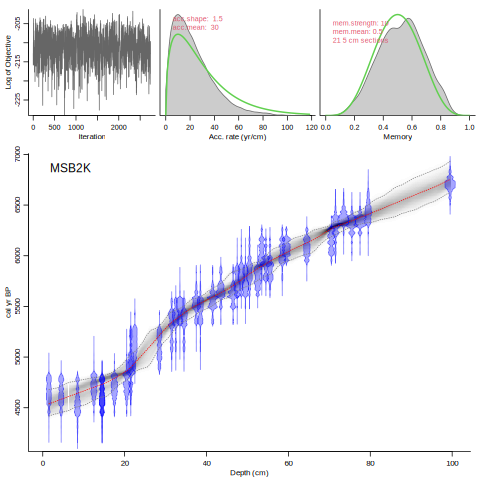 -205
-215
-225
Log of Objective
0
500
1000
2000
Iteration
acc.shape: 1.5
acc.mean: 30
0
20
40
60
80
100
120
Acc. rate (yr/cm)
mem.strength: 10
mem.mean: 0.5
21 5 cm sections
0.0
0.2
0.4
0.6
0.8
1.0
Memory
MSB2K
7000
6500
6000
5500
5000
4500
cal yr BP
0
20
40
60
80
100
Depth (cm)